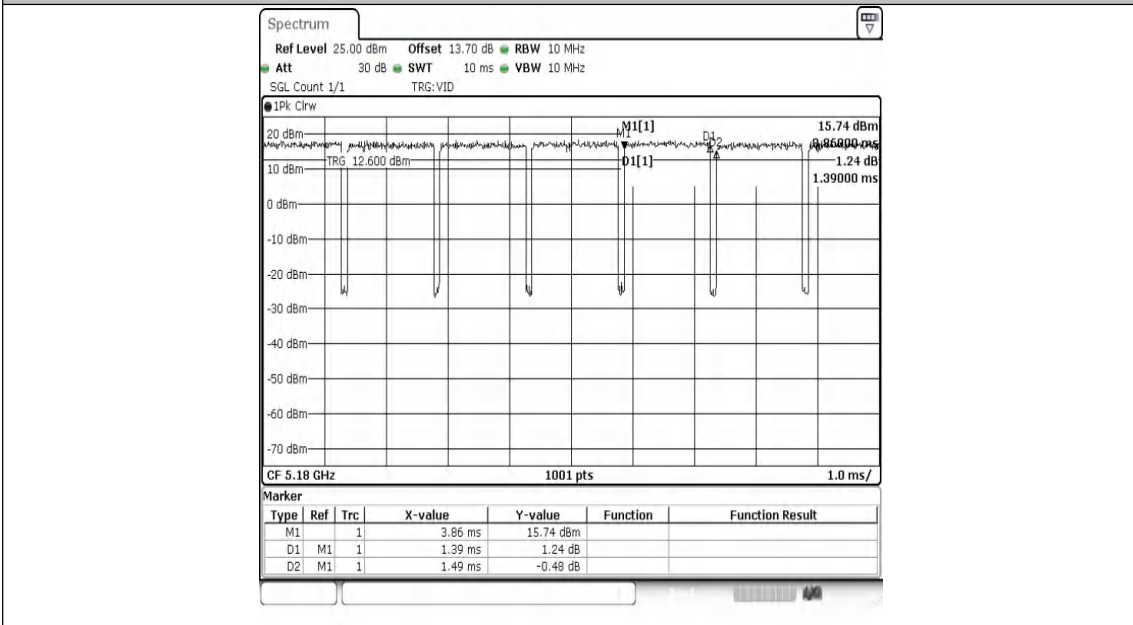 Spectrum
Ref Level 25.00 dBm Offset 13.70 dB RBW 10 MHz
Att 30 dB SWT 10 ms VBW 10 MHz
SGL Count 1/1 TRG:VID
1Pk Clrw
M1[1] 15.74 dBm
20 dBm M1 D1 D2
TRG 12.600 dBm D1[1] 1.24 dB
10 dBm 1.39000 ms
0 dBm
-10 dBm
-20 dBm
-30 dBm
-40 dBm
-50 dBm
-60 dBm
-70 dBm
CF 5.18 GHz 1001 pts 1.0 ms/
Marker
Type Ref Trc X-value Y-value Function Function Result
M1 1 3.86 ms 15.74 dBm
D1 M1 1 1.39 ms 1.24 dB
D2 M1 1 1.49 ms -0.48 dB